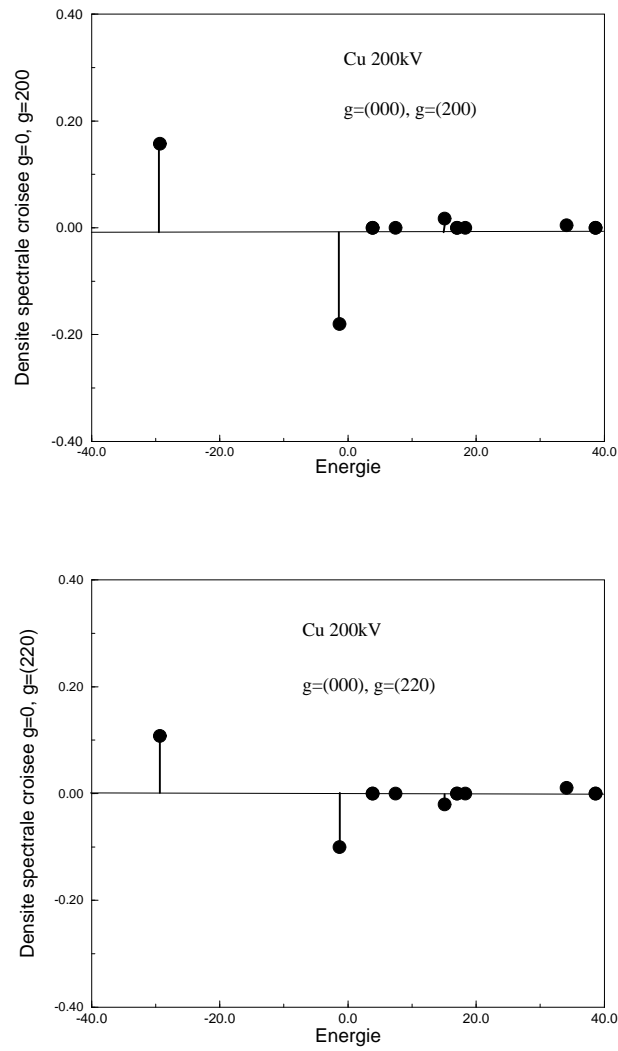 0.40
Cu 200kV
g=(000), g=(200)
0.20
0.00
-0.20
-0.40
Densite spectrale croisee g=0, g=200
-40.0 -20.0 0.0 20.0 40.0
Energie
0.40
Cu 200kV
g=(000), g=(220)
0.20
0.00
-0.20
-0.40
Densite spectrale croisee g=0, g=(220)
-40.0 -20.0 0.0 20.0 40.0
Energie